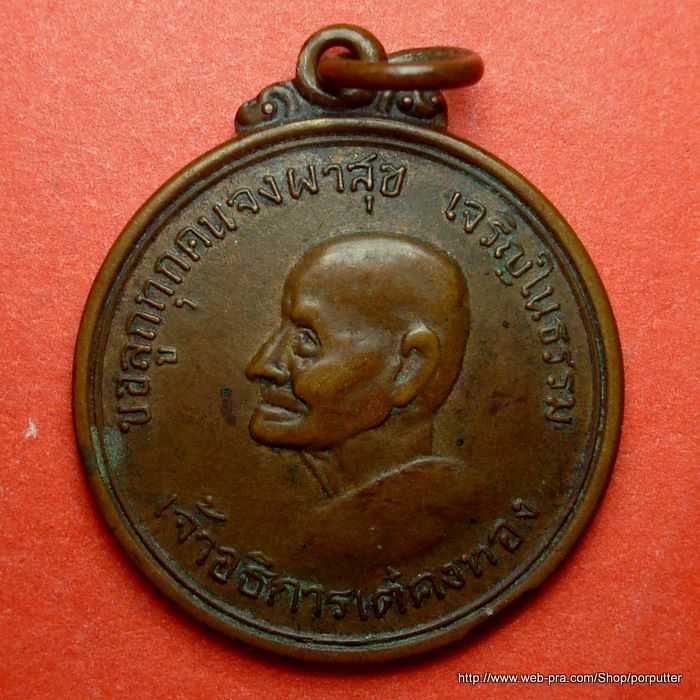 ขอลูกทุกคนจงผาสุข เจริญในธรรม
เจ้าอธิการเต๋คงทอง
http://www.web-pra.com/Shop/porputter